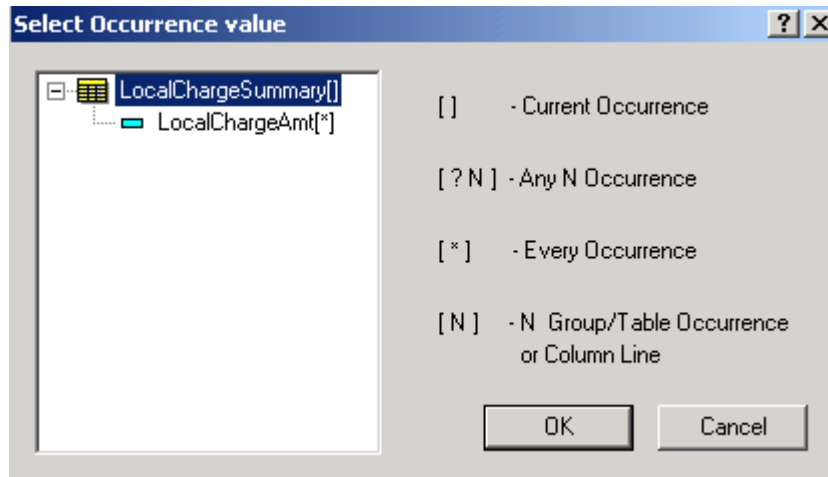 Select Occurrence value
LocalChargeSummary[]
LocalChargeAmt[*]
[ ] - Current Occurrence
[ ? N ] - Any N Occurrence
[ * ] - Every Occurrence
[ N ] - N Group/Table Occurrence
or Column Line
OK
Cancel